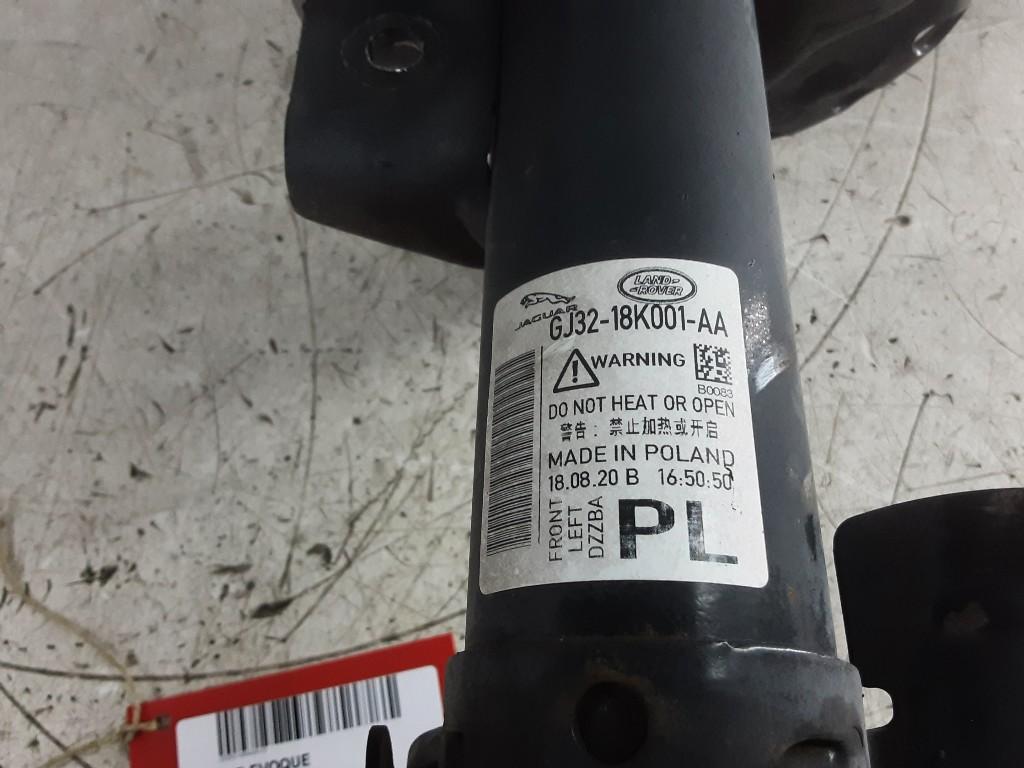 JAGUAR
LAND-
-ROVER
GJ32-18K001-AA
WARNING
B0083
DO NOT HEAT OR OPEN
警告：禁止加热或开启
MADE IN POLAND
18.08.20 B 16:50:50
FRONT
LEFT
DZZBA
PL
EVOQUE